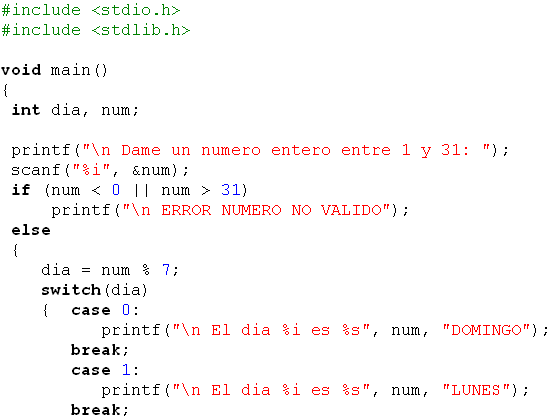 #include <stdio.h>
#include <stdlib.h>
void main()
{
int dia, num;
printf("\n Dame un numero entero entre 1 y 31: ");
scanf("%i", &num);
if (num < 0 || num > 31)
printf("\n ERROR NUMERO NO VALIDO");
else
{
dia = num % 7;
switch(dia)
{ case 0:
printf("\n El dia %i es %s", num, "DOMINGO");
break;
case 1:
printf("\n El dia %i es %s", num, "LUNES");
break;